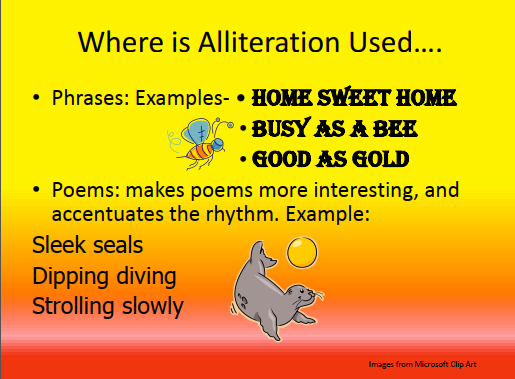 Where is Alliteration Used....
• Phrases: Examples- • HOME SWEET HOME
• BUSY AS A BEE
• GOOD AS GOLD
• Poems: makes poems more interesting, and
accentuates the rhythm. Example:
Sleek seals
Dipping diving
Strolling slowly
Images from Microsoft Clip Art